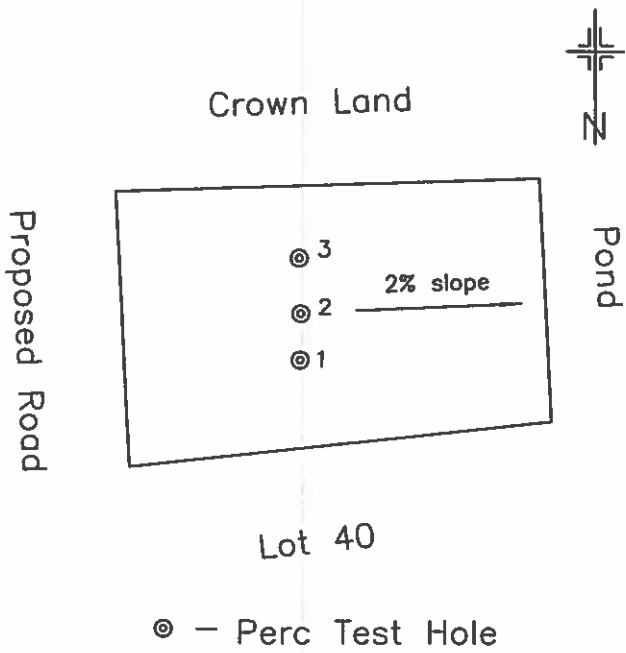 Crown Land
N
Proposed Road
3
2% slope
2
1
Pond
Lot 40
– Perc Test Hole